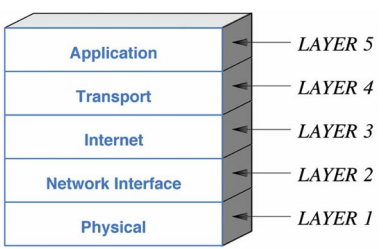 Application LAYER 5
Transport LAYER 4
Internet LAYER 3
Network Interface LAYER 2
Physical LAYER 1